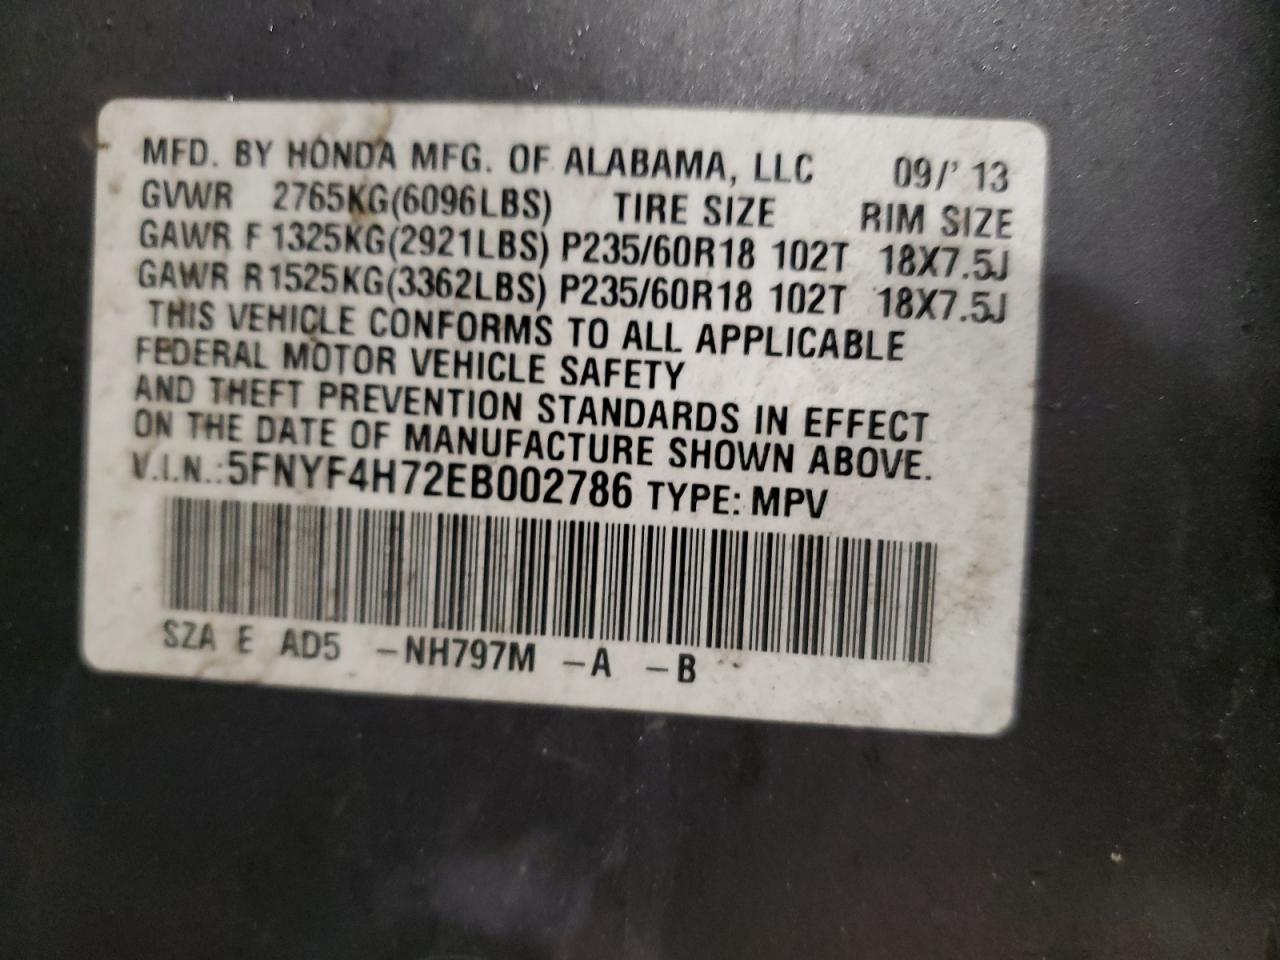 MFD. BY HONDA MFG. OF ALABAMA, LLC 09/' 13
GVWR 2765KG(6096LBS) TIRE SIZE RIM SIZE
GAWR F 1325KG(2921LBS) P235/60R18 102T 18X7.5J
GAWR R 1525KG(3362LBS) P235/60R18 102T 18X7.5J
THIS VEHICLE CONFORMS TO ALL APPLICABLE
FEDERAL MOTOR VEHICLE SAFETY
AND THEFT PREVENTION STANDARDS IN EFFECT
ON THE DATE OF MANUFACTURE SHOWN ABOVE.
V.I.N.:5FNYF4H72EB002786 TYPE: MPV
SZA E AD5 -NH797M -A -B